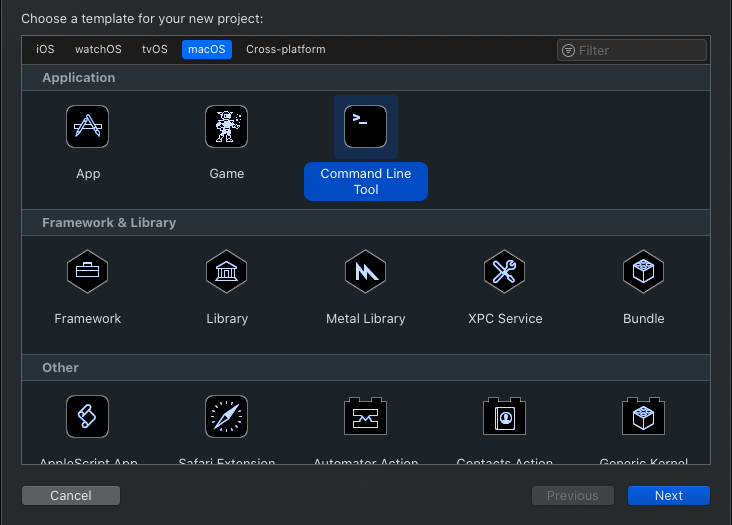 Choose a template for your new project:
iOS watchOS tvOS macOS Cross-platform Filter
Application
App Game Command Line Tool
Framework & Library
Framework Library Metal Library XPC Service Bundle
Other
AppleScript App Safari Extension Automator Action Contacts Action Generic Kernel
Cancel Previous Next